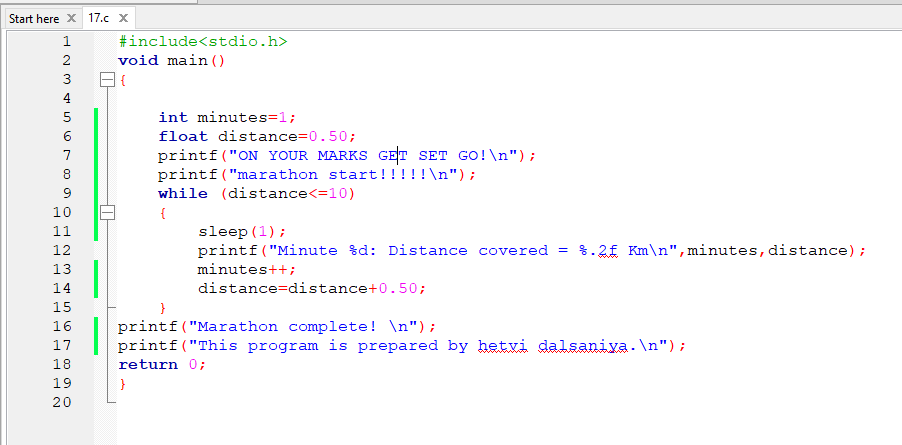 Start here X 17.c X
1 #include<stdio.h>
2 void main()
3 {
4
5 int minutes=1;
6 float distance=0.50;
7 printf("ON YOUR MARKS GET SET GO!\n");
8 printf("marathon start!!!!!\n");
9 while (distance<=10)
10 {
11 sleep(1);
12 printf("Minute %d: Distance covered = %.2f Km\n",minutes,distance);
13 minutes++;
14 distance=distance+0.50;
15 }
16 printf("Marathon complete! \n");
17 printf("This program is prepared by hetvi dalsaniya.\n");
18 return 0;
19 }
20